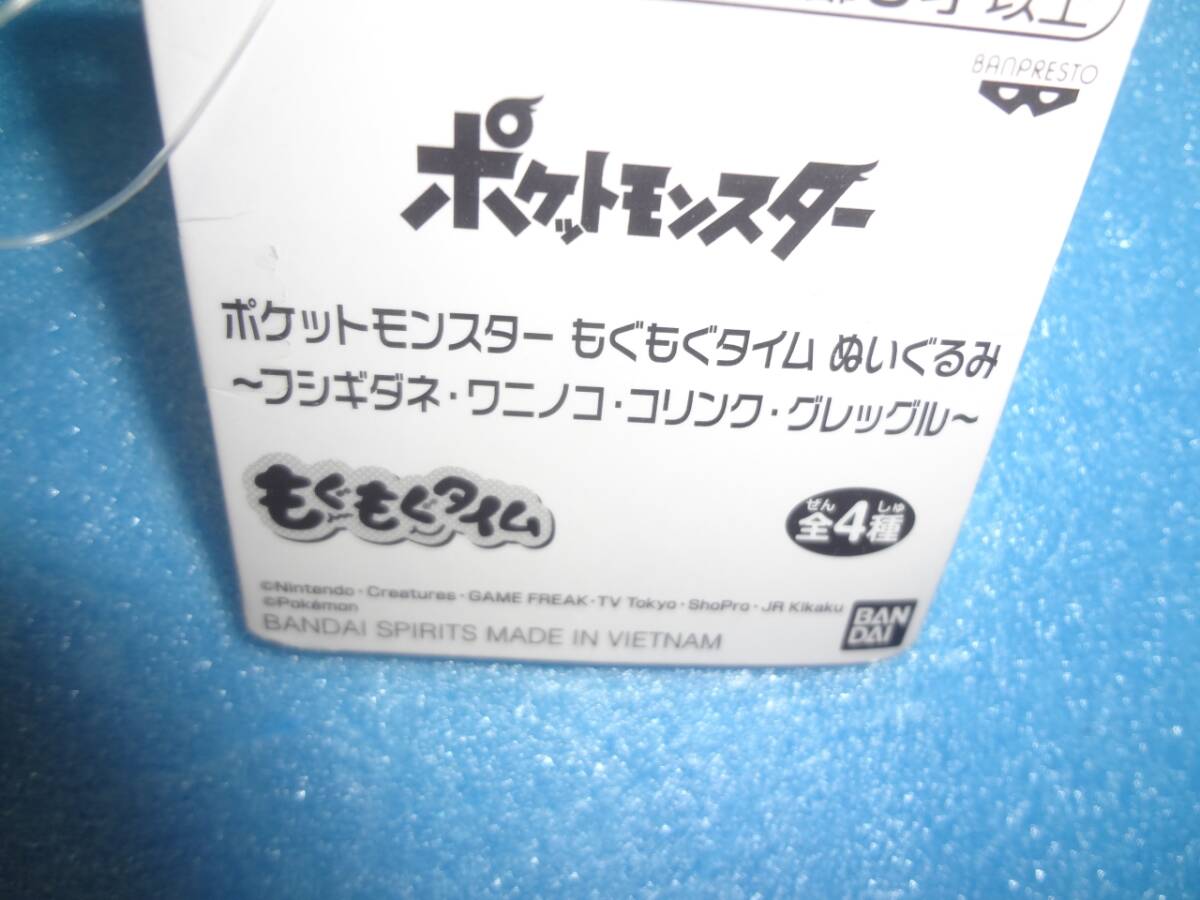 以上
BANPRESTO
ポケットモンスター
ポケットモンスター もぐもぐタイム ぬいぐるみ
~フシギダネ・ワニノコ・コリンク・グレッグル~
もぐもぐタイム
ぜん しゅ
全4種
©Nintendo・Creatures・GAME FREAK・TV Tokyo・ShoPro・JR Kikaku
©Pokémon
BANDAI SPIRITS MADE IN VIETNAM
BAN
DAI